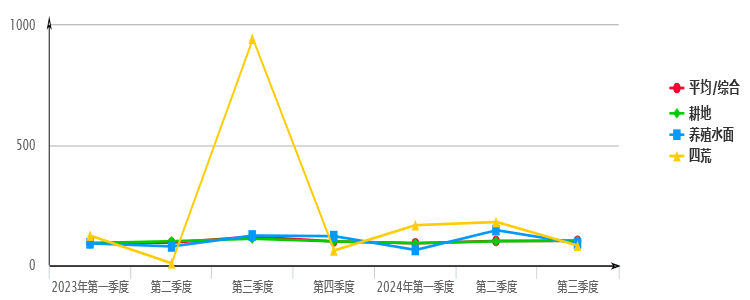 1000
500
0
2023年第一季度 第二季度 第三季度 第四季度 2024年第一季度 第二季度 第三季度
平均/综合
耕地
养殖水面
四荒